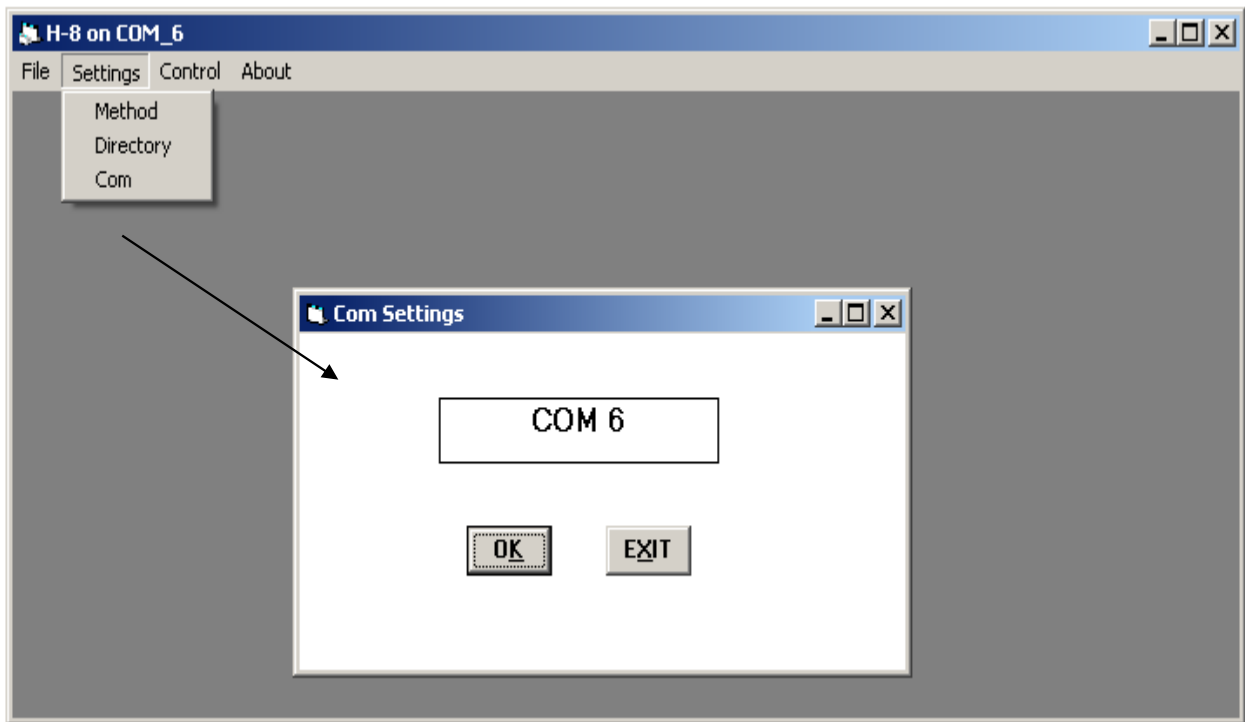 H-8 on COM_6
File Settings Control About
Method
Directory
Com
Com Settings
COM 6
OK EXIT